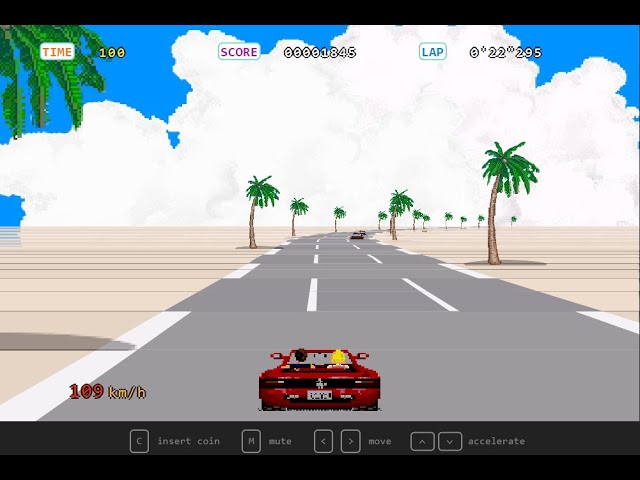 TIME 100 SCORE 00001845 LAP 0'22"295
109 km/h
C insert coin M mute < > move ^ v accelerate